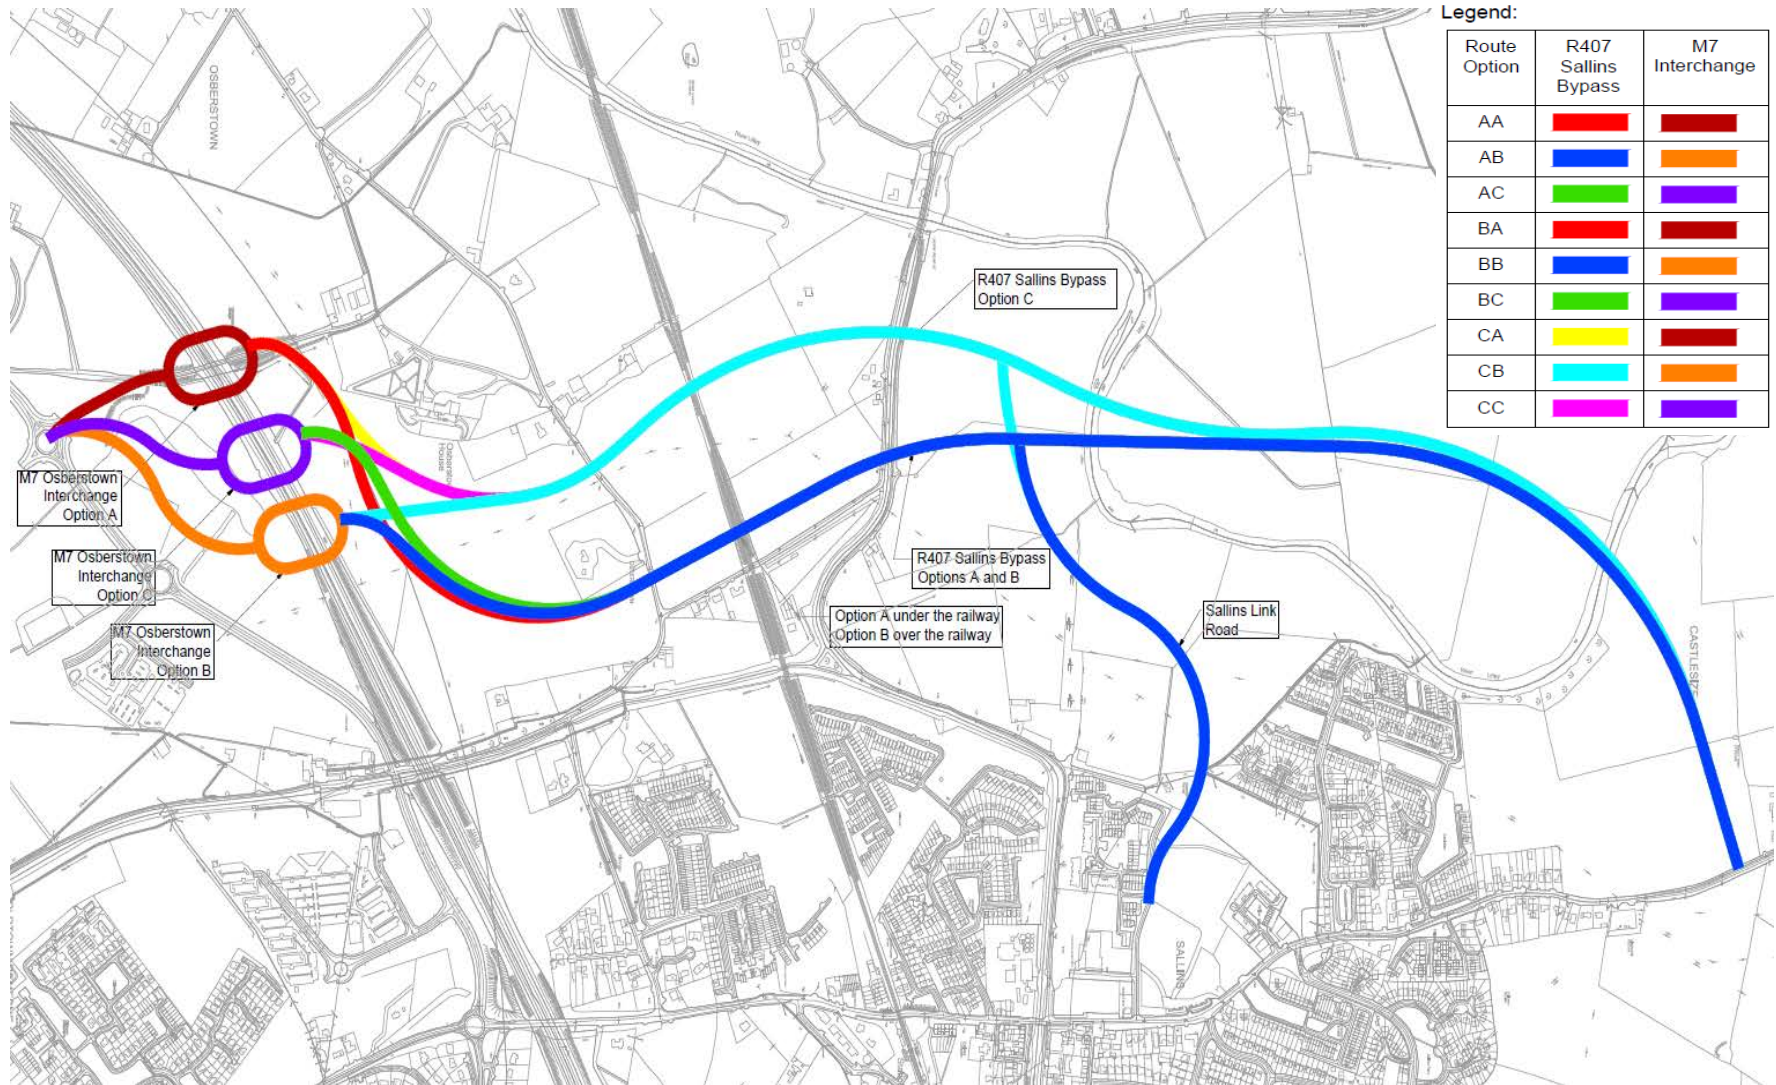 Legend:
Route Option
R407 Sallins Bypass
M7 Interchange
AA
AB
AC
BA
BB
BC
CA
CB
CC
OSBERSTOWN
R407 Sallins Bypass
Option C
Osberstown
House
M7 Osberstown
Interchange
Option A
M7 Osberstown
Interchange
Option C
M7 Osberstown
Interchange
Option B
R407 Sallins Bypass
Options A and B
Option A under the railway
Option B over the railway
Sallins Link
Road
CASTLESIZE
SALLINS